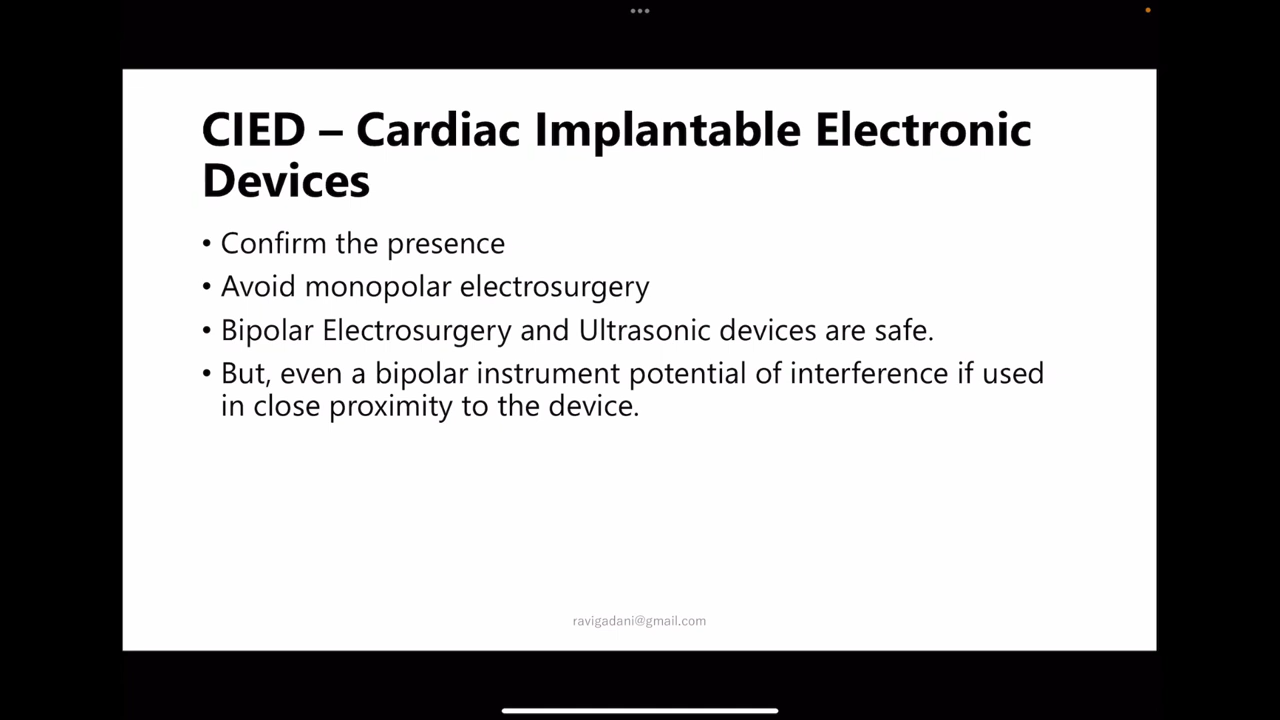 CIED – Cardiac Implantable Electronic
Devices
• Confirm the presence
• Avoid monopolar electrosurgery
• Bipolar Electrosurgery and Ultrasonic devices are safe.
• But, even a bipolar instrument potential of interference if used
in close proximity to the device.
ravigadani@gmail.com